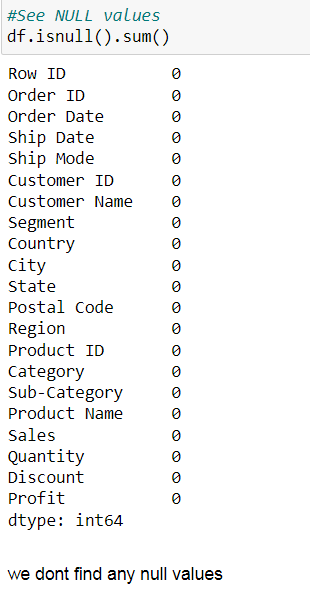 #See NULL values
df.isnull().sum()
Row ID 0
Order ID 0
Order Date 0
Ship Date 0
Ship Mode 0
Customer ID 0
Customer Name 0
Segment 0
Country 0
City 0
State 0
Postal Code 0
Region 0
Product ID 0
Category 0
Sub-Category 0
Product Name 0
Sales 0
Quantity 0
Discount 0
Profit 0
dtype: int64
we dont find any null values